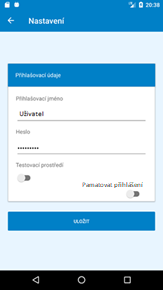 20:38
Nastavení
Přihlašovací údaje
Přihlašovací jméno
Uživatel
Heslo
•••••••••
Testovací prostředí
Pamatovat přihlášení
ULOŽIT